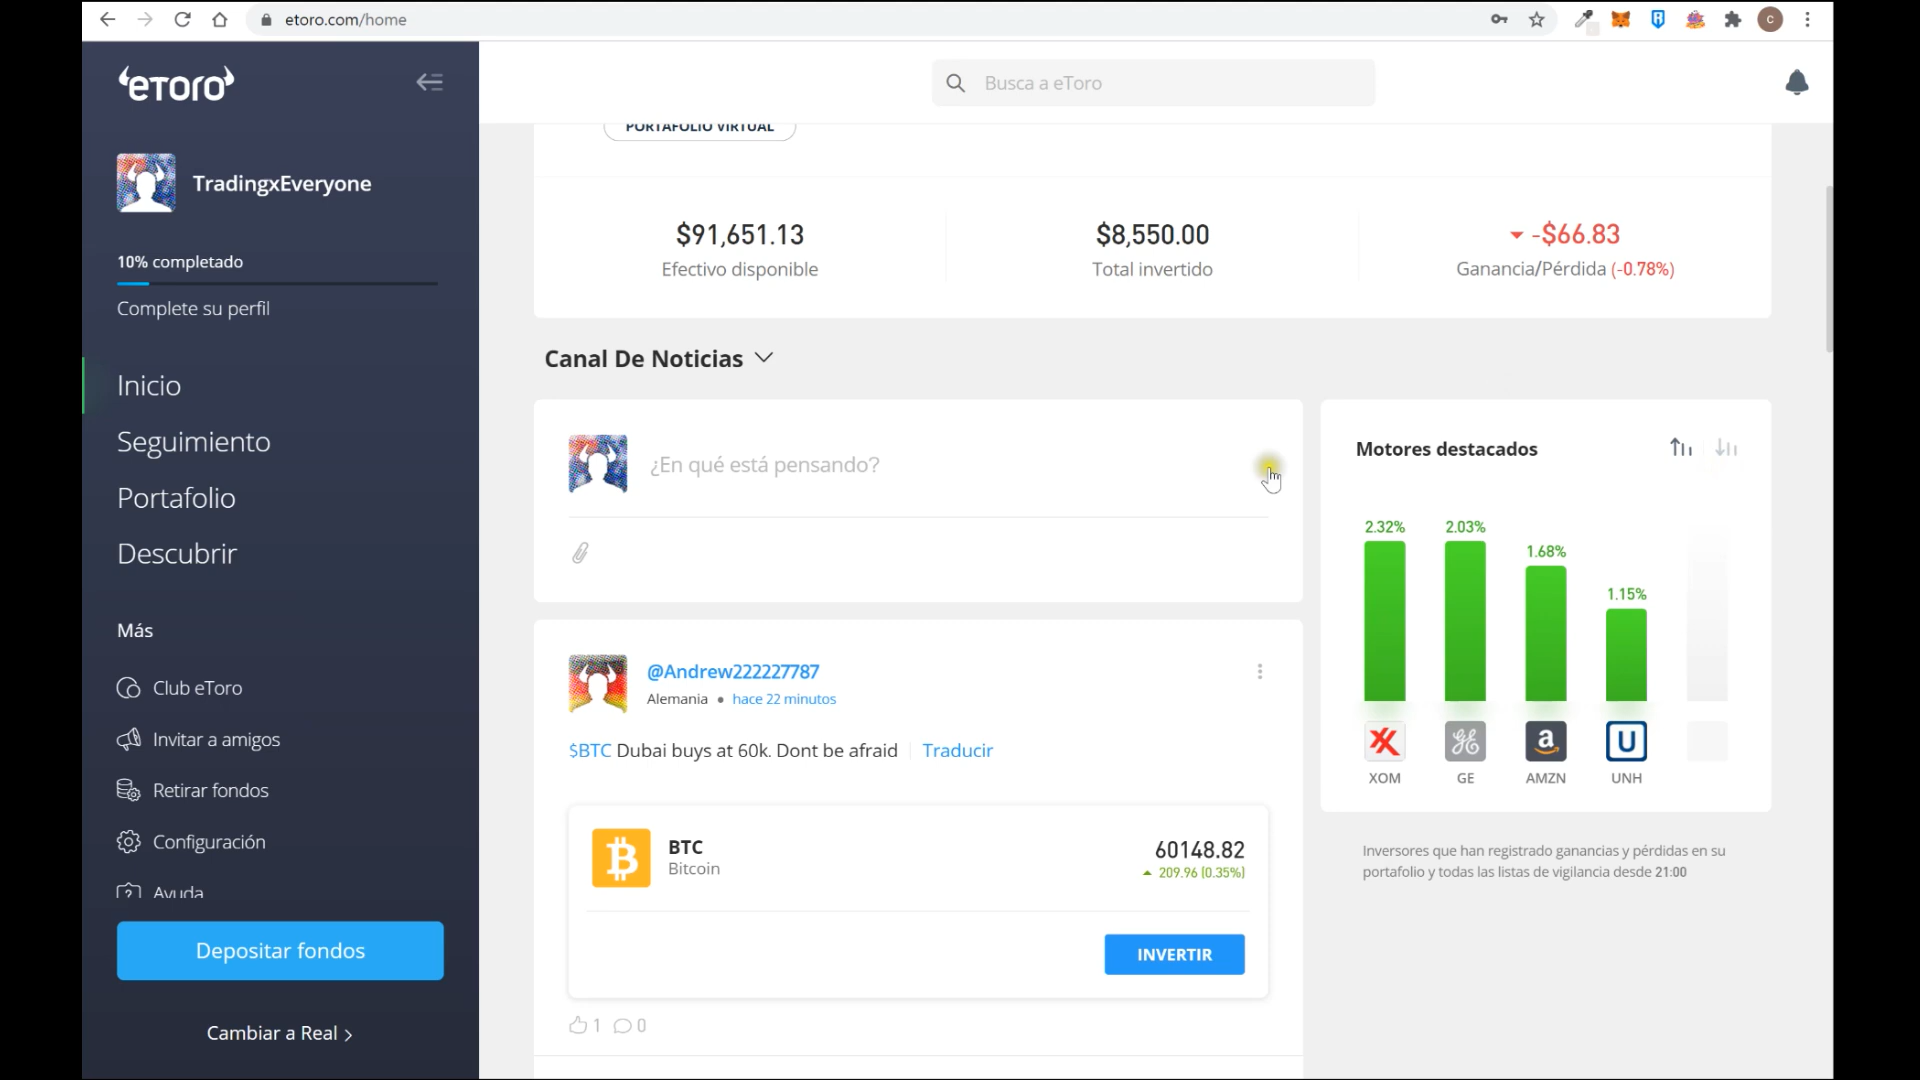 etoro.com/home
eToro
Busca a eToro
PORTAFOLIO VIRTUAL
TradingxEveryone
10% completado
Complete su perfil
$91,651.13
Efectivo disponible
$8,550.00
Total invertido
-$66.83
Ganancia/Pérdida (-0.78%)
Inicio
Seguimiento
Portafolio
Descubrir
Más
Club eToro
Invitar a amigos
Retirar fondos
Configuración
Ayuda
Depositar fondos
Cambiar a Real >
Canal De Noticias
¿En qué está pensando?
@Andrew222227787
Alemania • hace 22 minutos
$BTC Dubai buys at 60k. Dont be afraid | Traducir
BTC
Bitcoin
60148.82
209.96 (0.35%)
INVERTIR
1 0
Motores destacados
2.32% 2.03% 1.68% 1.15%
XOM GE AMZN UNH
Inversores que han registrado ganancias y pérdidas en su
portafolio y todas las listas de vigilancia desde 21:00